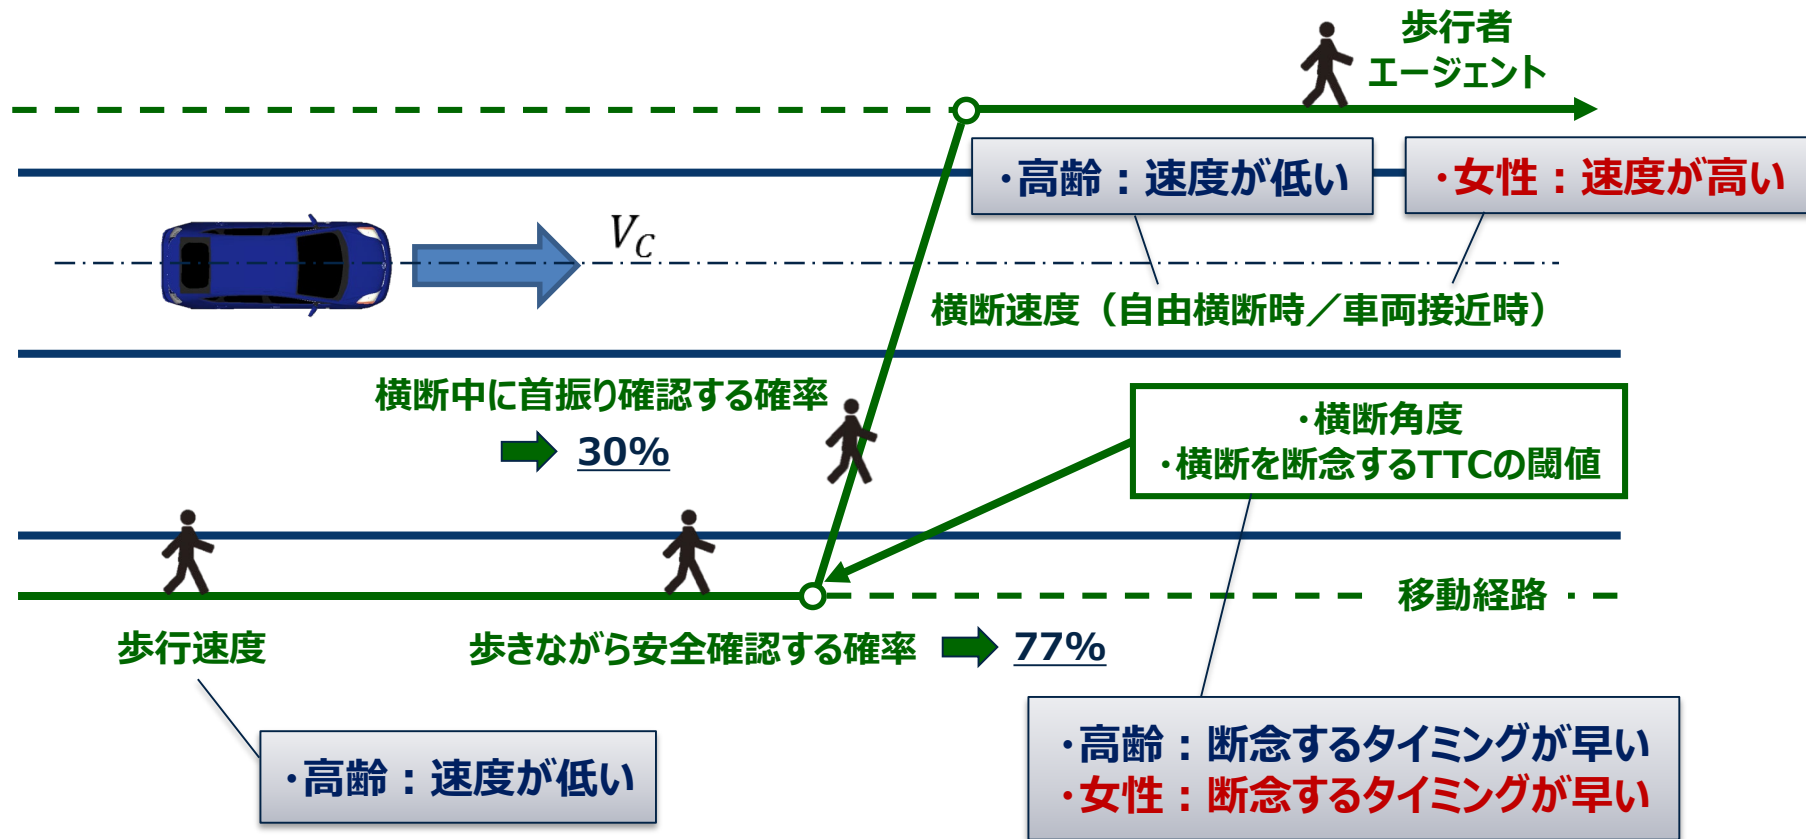 歩行者
エージェント
・高齢：速度が低い
・女性：速度が高い
V_C
横断速度（自由横断時／車両接近時）
横断中に首振り確認する確率
30%
・横断角度
・横断を断念するTTCの閾値
移動経路
歩行速度
歩きながら安全確認する確率
77%
・高齢：速度が低い
・高齢：断念するタイミングが早い
・女性：断念するタイミングが早い